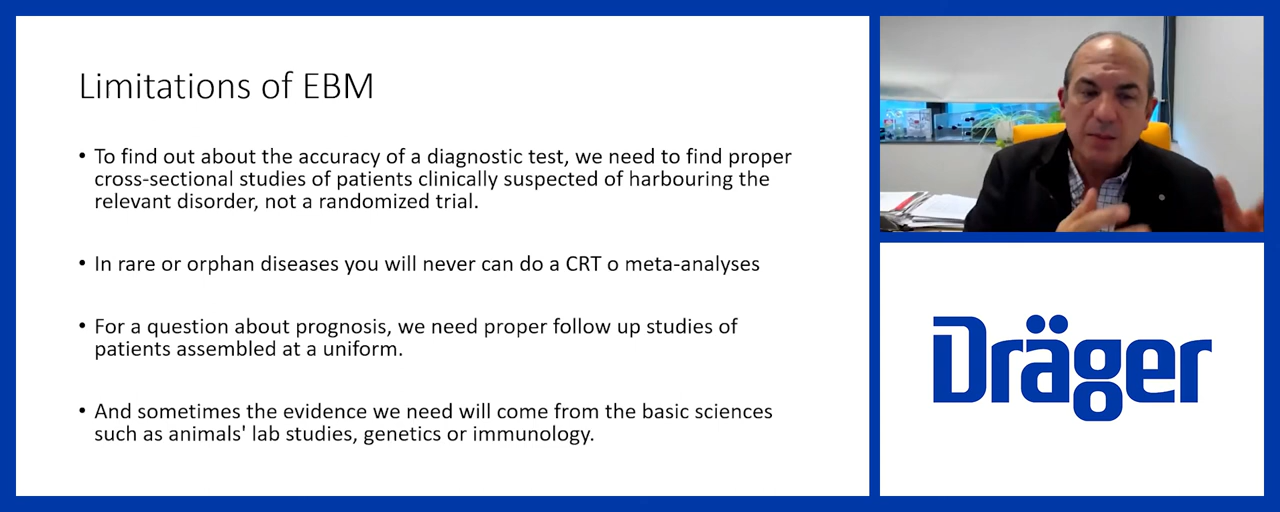 Limitations of EBM
• To find out about the accuracy of a diagnostic test, we need to find proper
cross-sectional studies of patients clinically suspected of harbouring the
relevant disorder, not a randomized trial.
• In rare or orphan diseases you will never can do a CRT o meta-analyses
• For a question about prognosis, we need proper follow up studies of
patients assembled at a uniform.
• And sometimes the evidence we need will come from the basic sciences
such as animals' lab studies, genetics or immunology.
Dräger